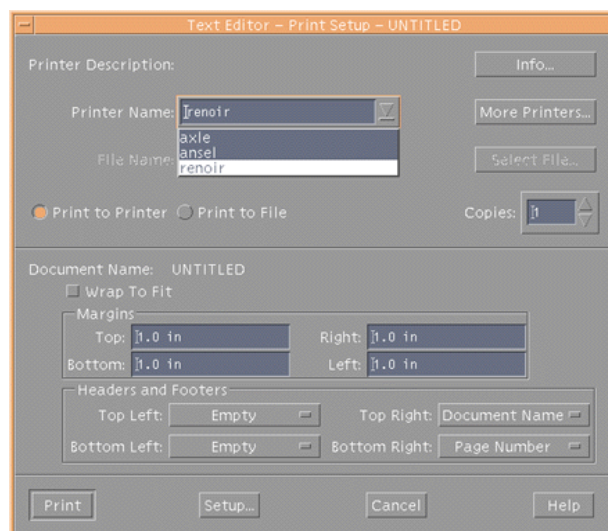 Text Editor – Print Setup – UNTITLED
Printer Description:
Info...
Printer Name: renoir
More Printers...
axle
ansel
renoir
File Name:
Select File...
Print to Printer Print to File
Copies: 1
Document Name: UNTITLED
Wrap To Fit
Margins
Top: 1.0 in Right: 1.0 in
Bottom: 1.0 in Left: 1.0 in
Headers and Footers
Top Left: Empty Top Right: Document Name
Bottom Left: Empty Bottom Right: Page Number
Print Setup... Cancel Help